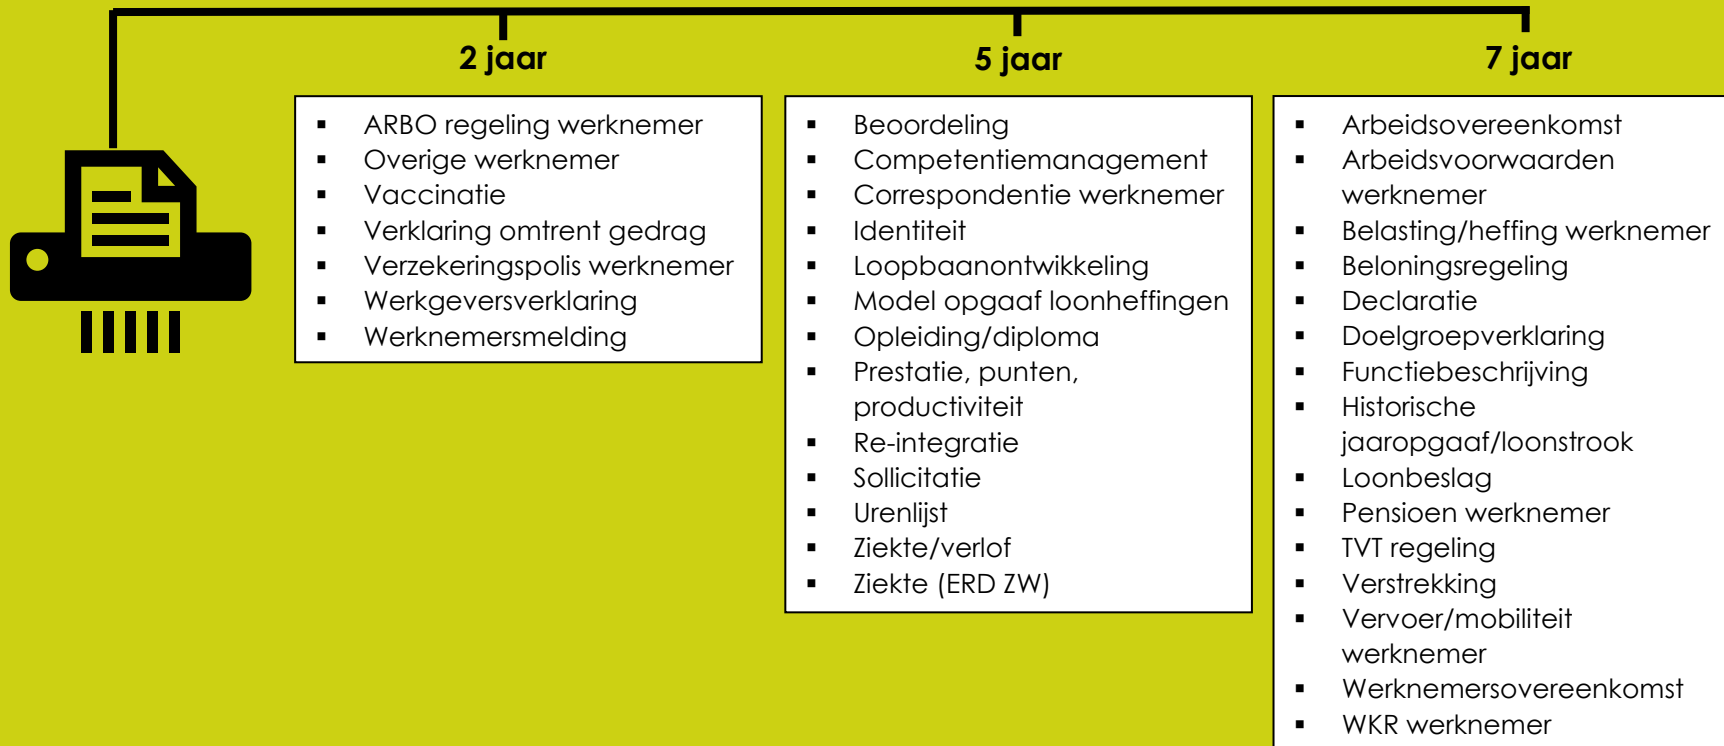 2 jaar
▪ ARBO regeling werknemer
▪ Overige werknemer
▪ Vaccinatie
▪ Verklaring omtrent gedrag
▪ Verzekeringspolis werknemer
▪ Werkgeversverklaring
▪ Werknemersmelding
5 jaar
▪ Beoordeling
▪ Competentiemanagement
▪ Correspondentie werknemer
▪ Identiteit
▪ Loopbaanontwikkeling
▪ Model opgaaf loonheffingen
▪ Opleiding/diploma
▪ Prestatie, punten,
productiviteit
▪ Re-integratie
▪ Sollicitatie
▪ Urenlijst
▪ Ziekte/verlof
▪ Ziekte (ERD ZW)
7 jaar
▪ Arbeidsovereenkomst
▪ Arbeidsvoorwaarden
werknemer
▪ Belasting/heffing werknemer
▪ Beloningsregeling
▪ Declaratie
▪ Doelgroepverklaring
▪ Functiebeschrijving
▪ Historische
jaaropgaaf/loonstrook
▪ Loonbeslag
▪ Pensioen werknemer
▪ TVT regeling
▪ Verstrekking
▪ Vervoer/mobiliteit
werknemer
▪ Werknemersovereenkomst
▪ WKR werknemer